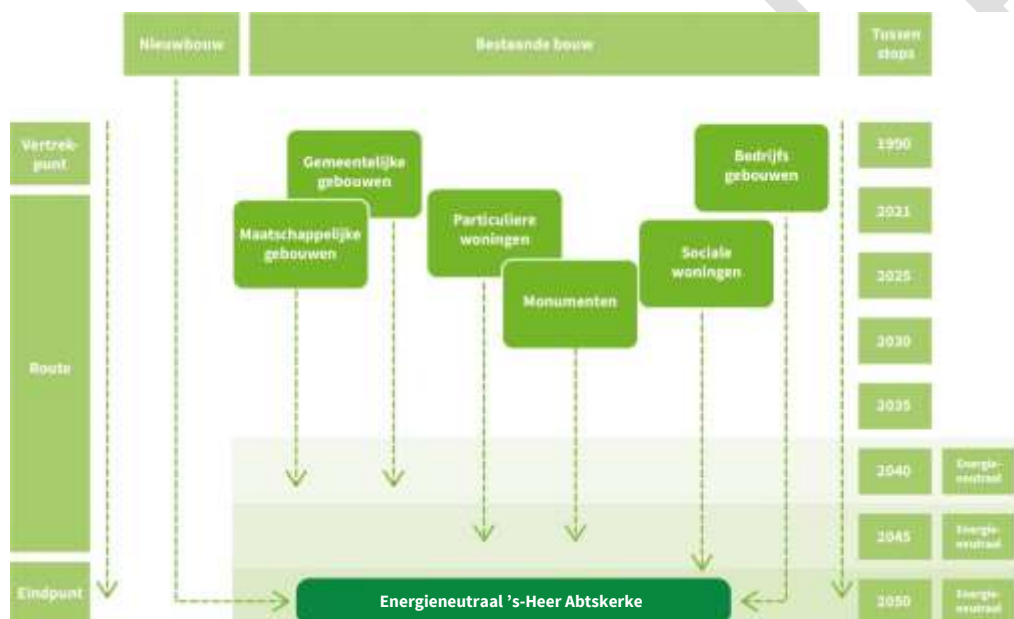 Nieuwbouw
Bestaande bouw
Tussen
stops
Vertrek-
punt
Gemeentelijke
gebouwen
Bedrijfs
gebouwen
1990
Maatschappelijke
gebouwen
Particuliere
woningen
2021
Sociale
woningen
2025
Monumenten
2030
Route
2035
2040
Energie-
neutraal
2045
Energie-
neutraal
Eindpunt
Energieneutraal ’s-Heer Abtskerke
2050
Energie-
neutraal